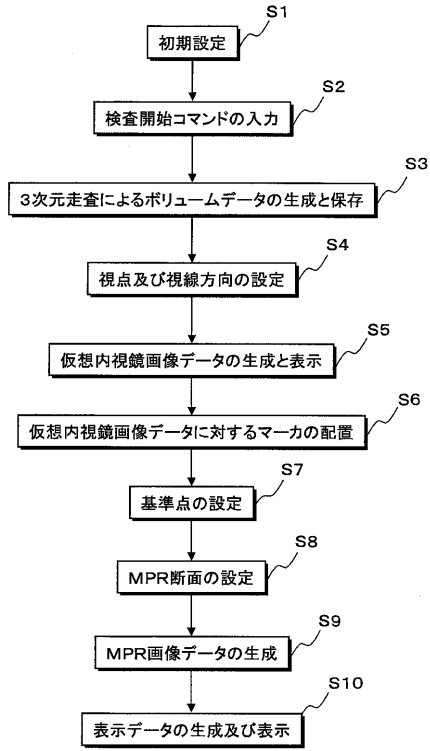 S1
初期設定
S2
検査開始コマンドの入力
S3
3次元走査によるボリュームデータの生成と保存
S4
視点及び視線方向の設定
S5
仮想内視鏡画像データの生成と表示
S6
仮想内視鏡画像データに対するマーカの配置
S7
基準点の設定
S8
MPR断面の設定
S9
MPR画像データの生成
S10
表示データの生成及び表示